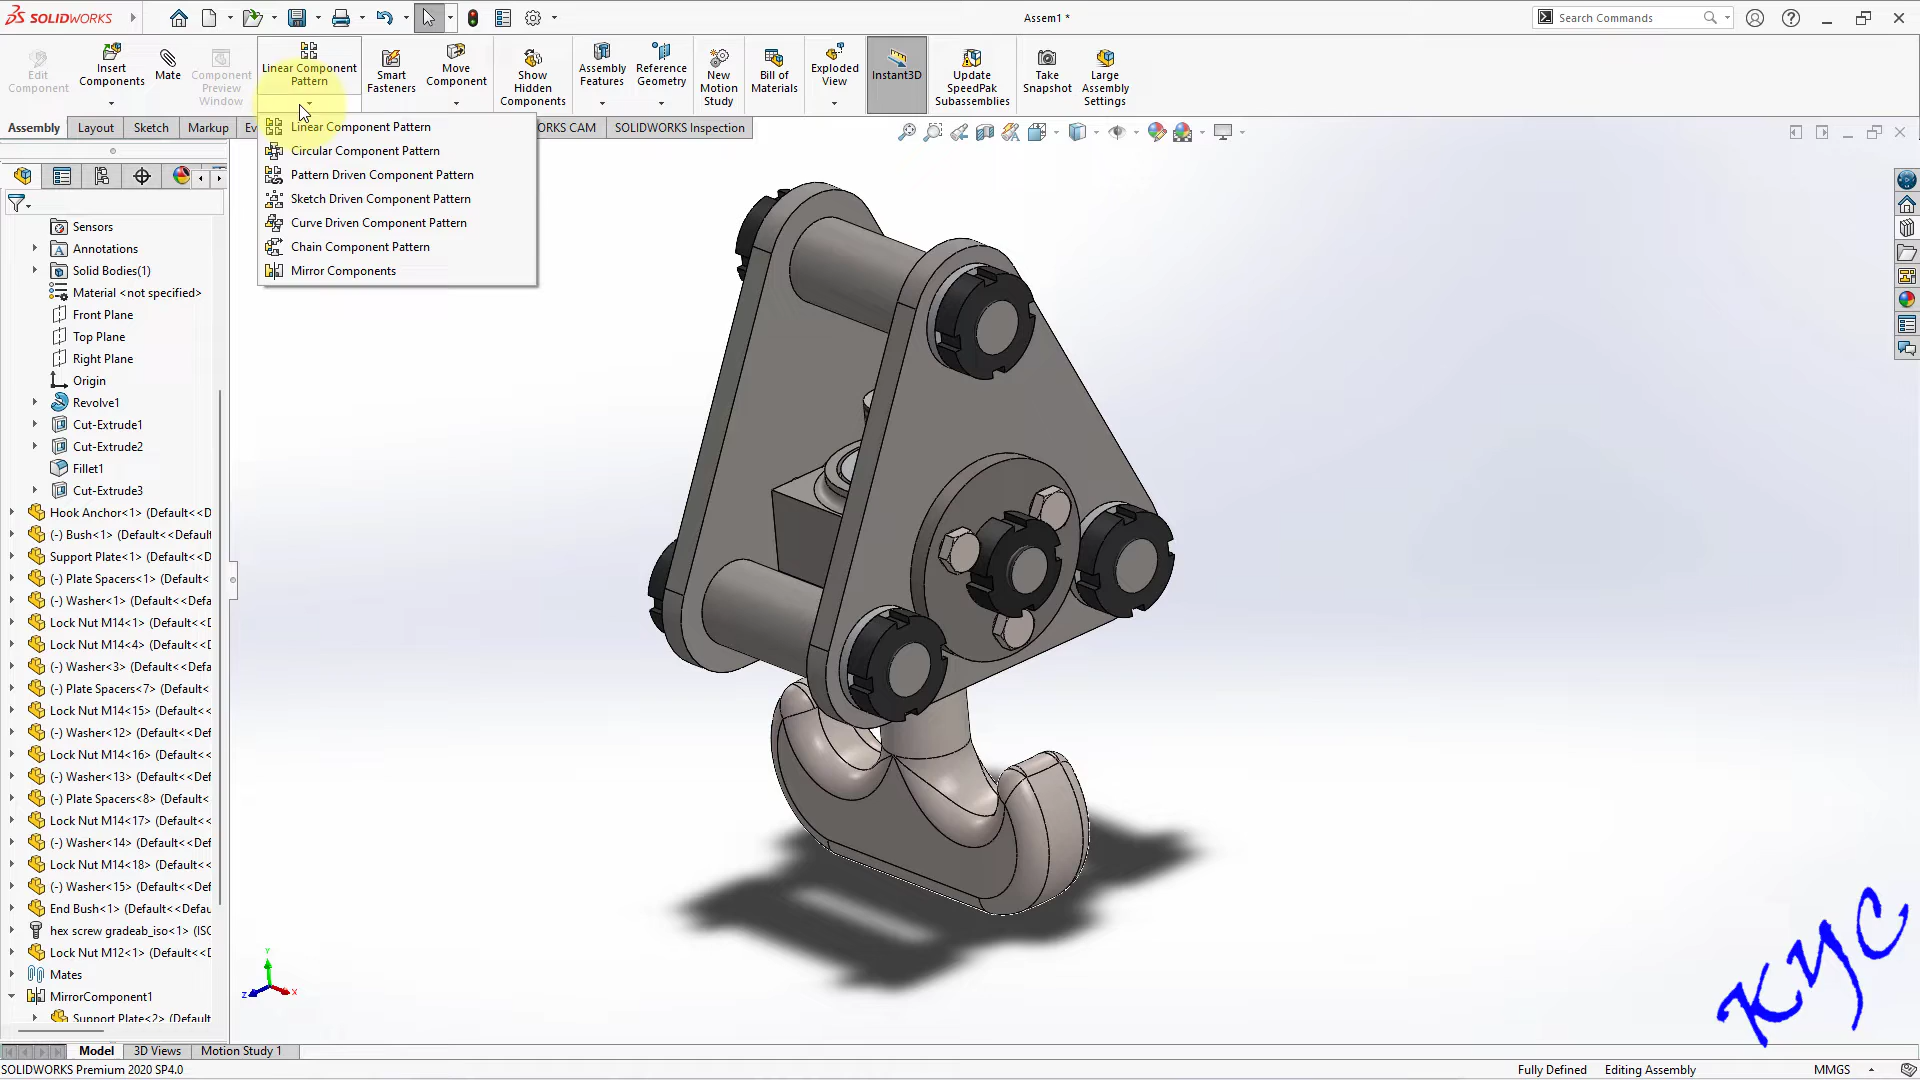 SOLIDWORKS
Assem1 *
Search Commands
Edit Component
Insert Components
Mate
Component Preview Window
Linear Component Pattern
Smart Fasteners
Move Component
Show Hidden Components
Assembly Features
Reference Geometry
New Motion Study
Bill of Materials
Exploded View
Instant3D
Update SpeedPak Subassemblies
Take Snapshot
Large Assembly Settings
Assembly
Layout
Sketch
Markup
Ev
ORKS CAM
SOLIDWORKS Inspection
Linear Component Pattern
Circular Component Pattern
Pattern Driven Component Pattern
Sketch Driven Component Pattern
Curve Driven Component Pattern
Chain Component Pattern
Mirror Components
Sensors
Annotations
Solid Bodies(1)
Material <not specified>
Front Plane
Top Plane
Right Plane
Origin
Revolve1
Cut-Extrude1
Cut-Extrude2
Fillet1
Cut-Extrude3
Hook Anchor<1> (Default<<D
(-) Bush<1> (Default<<Default
Support Plate<1> (Default<<D
(-) Plate Spacers<1> (Default<
(-) Washer<1> (Default<<Defa
Lock Nut M14<1> (Default<<D
Lock Nut M14<4> (Default<<D
(-) Washer<3> (Default<<Defa
(-) Plate Spacers<7> (Default<
Lock Nut M14<15> (Default<<
(-) Washer<12> (Default<<Def
Lock Nut M14<16> (Default<<
(-) Washer<13> (Default<<Def
(-) Plate Spacers<8> (Default<
Lock Nut M14<17> (Default<<
(-) Washer<14> (Default<<Def
Lock Nut M14<18> (Default<<
(-) Washer<15> (Default<<Def
End Bush<1> (Default<<Defau
hex screw gradeab_iso<1> (ISO
Lock Nut M12<1> (Default<<D
Mates
MirrorComponent1
Support Plate<2> (Default
Y
Z
X
KYC
Model
3D Views
Motion Study 1
SOLIDWORKS Premium 2020 SP4.0
Fully Defined
Editing Assembly
MMGS